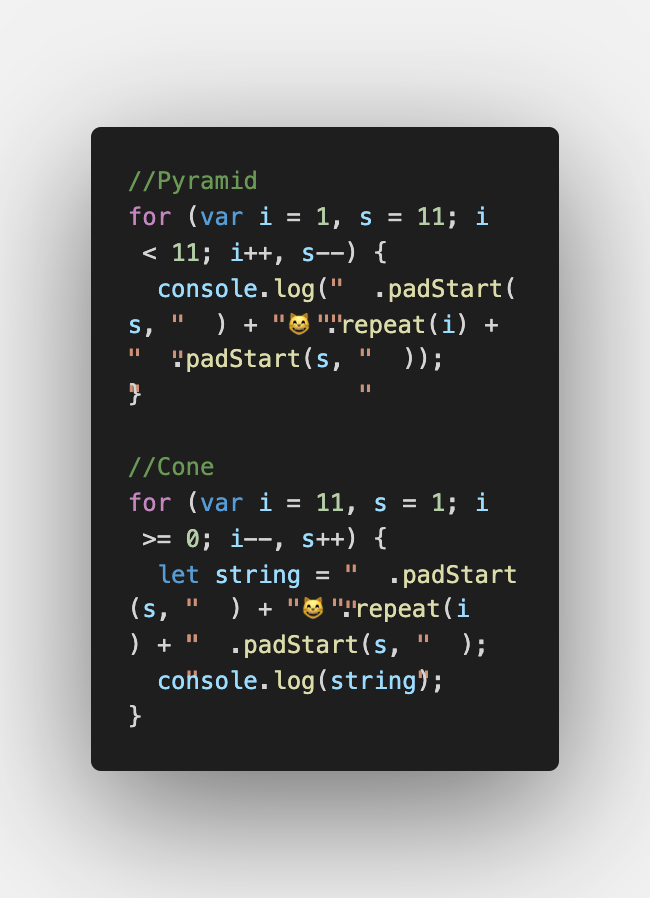 //Pyramid
for (var i = 1, s = 11; i
 < 11; i++, s--) {
  console.log("  .padStart(
s, "  ) + "😸 "".repeat(i) +
"  ".padStart(s, "  ));
}"               "

//Cone
for (var i = 11, s = 1; i
 >= 0; i--, s++) {
  let string = "  .padStart
(s, "  ) + "😸 "".repeat(i
) + "  .padStart(s, "  );
  console.log(string);
}